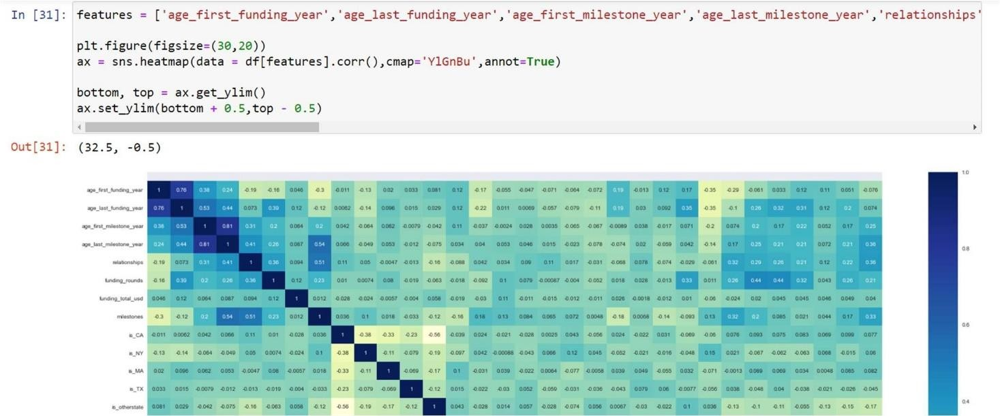 In [31]: features = ['age_first_funding_year','age_last_funding_year','age_first_milestone_year','age_last_milestone_year','relationships'
plt.figure(figsize=(30,20))
ax = sns.heatmap(data = df[features].corr(),cmap='YlGnBu',annot=True)
bottom, top = ax.get_ylim()
ax.set_ylim(bottom + 0.5,top - 0.5)
Out[31]: (32.5, -0.5)
age_first_funding_year 1 0.76 0.38 0.24 -0.19 -0.16 0.046 -0.3 -0.011 -0.13 0.02 0.033 0.081 0.12 -0.17 -0.055 -0.047 -0.071 -0.064 -0.072 0.19 -0.013 0.12 0.17 -0.35 -0.29 -0.061 0.033 0.12 0.11 0.051 -0.076 1.0
age_last_funding_year 0.76 1 0.53 0.44 0.073 0.39 0.12 -0.12 0.0062 -0.14 0.096 0.015 0.029 0.12 -0.22 0.011 0.0069 -0.057 -0.079 -0.11 0.19 0.03 0.092 0.35 -0.35 -0.1 0.26 0.32 0.31 0.12 0.2 0.074
age_first_milestone_year 0.38 0.53 1 0.81 0.31 0.2 0.064 0.2 0.042 -0.064 0.062 -0.0079 -0.042 0.11 -0.037 -0.0024 0.028 0.0035 -0.065 -0.067 -0.0089 0.038 -0.017 0.071 -0.2 0.074 0.2 0.17 0.22 0.052 0.17 0.25
age_last_milestone_year 0.24 0.44 0.81 1 0.41 0.26 0.087 0.54 0.066 -0.049 0.053 -0.012 -0.075 0.034 0.04 0.053 0.046 0.015 -0.023 -0.078 -0.074 0.02 -0.059 0.042 -0.14 0.17 0.25 0.21 0.21 0.072 0.21 0.36 0.8
relationships -0.19 0.073 0.31 0.41 1 0.36 0.094 0.51 0.11 0.05 -0.0047 -0.013 -0.16 -0.088 0.042 0.034 0.09 0.11 0.017 -0.031 -0.068 0.078 -0.074 -0.029 -0.061 0.32 0.29 0.26 0.21 0.12 0.22 0.36
funding_rounds -0.16 0.39 0.2 0.26 0.36 1 0.12 0.23 0.01 0.0074 0.08 -0.019 -0.063 -0.018 -0.092 0.1 0.079 -0.00087 -0.004 -0.052 0.018 0.028 -0.013 0.33 0.011 0.26 0.44 0.44 0.32 0.043 0.26 0.21
funding_total_usd 0.046 0.12 0.064 0.087 0.094 0.12 1 0.012 -0.028 -0.024 -0.0057 -0.004 0.058 -0.019 -0.03 0.11 -0.011 -0.015 -0.012 -0.011 0.026 -0.0018 -0.012 0.01 -0.06 -0.024 0.02 0.045 0.045 0.046 0.049 0.04
milestones -0.3 -0.12 0.2 0.54 0.51 0.23 0.012 1 0.036 0.1 0.018 -0.033 -0.12 -0.16 0.18 0.13 0.084 0.065 0.072 0.0048 -0.18 0.0068 -0.14 -0.093 0.13 0.32 0.2 0.085 0.021 0.044 0.17 0.33 0.6
is_CA -0.011 0.0062 0.042 0.066 0.11 0.01 -0.028 0.036 1 -0.38 -0.33 -0.23 -0.56 -0.039 0.024 -0.021 -0.028 0.0025 0.043 -0.056 0.024 -0.022 0.031 -0.069 -0.06 0.076 0.093 0.075 0.083 0.069 0.099 0.077
is_NY -0.13 -0.14 -0.064 -0.049 0.05 0.0074 -0.024 0.1 -0.38 1 -0.11 -0.079 -0.19 -0.097 0.042 -0.00088 -0.043 0.066 0.12 0.045 -0.052 -0.021 -0.016 -0.048 0.15 0.021 -0.067 -0.062 -0.063 0.068 -0.015 0.06
is_MA 0.02 0.096 0.062 0.053 -0.0047 0.08 -0.0057 0.018 -0.33 -0.11 1 -0.069 -0.17 0.1 -0.031 0.039 -0.022 0.0064 -0.077 -0.0058 0.039 0.049 -0.055 0.032 -0.071 -0.0013 0.089 0.069 0.034 0.0048 0.085 0.082
is_TX 0.033 0.015 -0.0079 -0.012 -0.013 -0.019 -0.004 -0.033 -0.23 -0.079 -0.069 1 -0.12 0.015 -0.022 -0.03 0.052 -0.059 -0.031 -0.036 -0.043 0.079 0.06 -0.0077 -0.056 0.038 -0.048 0.04 -0.038 -0.021 -0.026 -0.045
is_otherstate 0.081 0.029 -0.042 -0.075 -0.16 -0.063 0.058 -0.12 -0.56 -0.19 -0.17 -0.12 1 0.043 -0.028 0.014 0.057 -0.028 -0.074 0.056 0.0067 -0.03 -0.022 0.1 0.036 -0.13 -0.1 -0.11 -0.055 -0.13 -0.15 -0.17 0.4